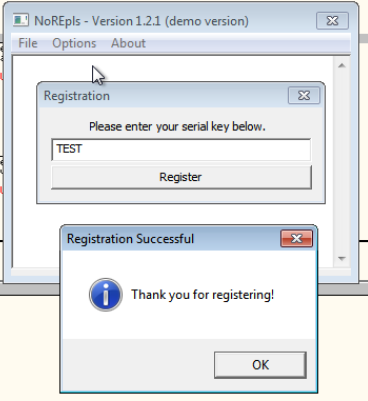 NoREpls - Version 1.2.1 (demo version)
File Options About
Registration
Please enter your serial key below.
TEST
Register
Registration Successful
Thank you for registering!
OK